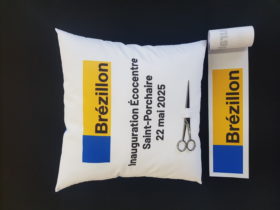 Brézillon
Inauguration Écocentre
Saint-Porchaire
22 mai 2025
Brézillon